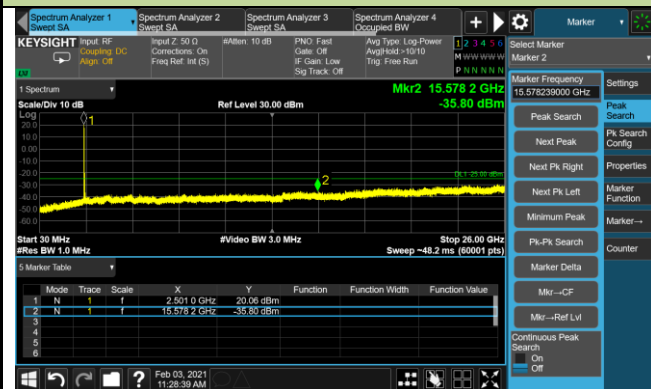 Spectrum Analyzer 1
Swept SA
Spectrum Analyzer 2
Swept SA
Spectrum Analyzer 3
Swept SA
Spectrum Analyzer 4
Occupied BW
Marker
KEYSIGHT
Input: RF
Coupling: DC
Align: Off
Input Z: 50 Ω
Corrections: On
Freq Ref: Int (S)
#Atten: 10 dB
PNO: Fast
Gate: Off
IF Gain: Low
Sig Track: Off
Avg Type: Log-Power
Avg|Hold:>10/10
Trig: Free Run
1 2 3 4 5 6
M W W W W W
P N N N N N
LXI
Select Marker
Marker 2
1 Spectrum
Mkr2 15.578 2 GHz
-35.80 dBm
Scale/Div 10 dB
Ref Level 30.00 dBm
Log
20.0
10.0
0.00
-10.0
-20.0
-30.0
-40.0
-50.0
-60.0
1
2
DL1 -25.00 dBm
Start 30 MHz
#Video BW 3.0 MHz
Stop 26.00 GHz
#Res BW 1.0 MHz
Sweep ~48.2 ms (60001 pts)
5 Marker Table
Mode Trace Scale X Y Function Function Width Function Value
1 N 1 f 2.501 0 GHz 20.06 dBm
2 N 1 f 15.578 2 GHz -35.80 dBm
3
4
5
6
Feb 03, 2021
11:28:39 AM
Marker Frequency
15.578239000 GHz
Peak Search
Next Peak
Next Pk Right
Next Pk Left
Minimum Peak
Pk-Pk Search
Marker Delta
Mkr→CF
Mkr→Ref Lvl
Continuous Peak
Search
On
Off
Settings
Peak
Search
Pk Search
Config
Properties
Marker
Function
Marker→
Counter